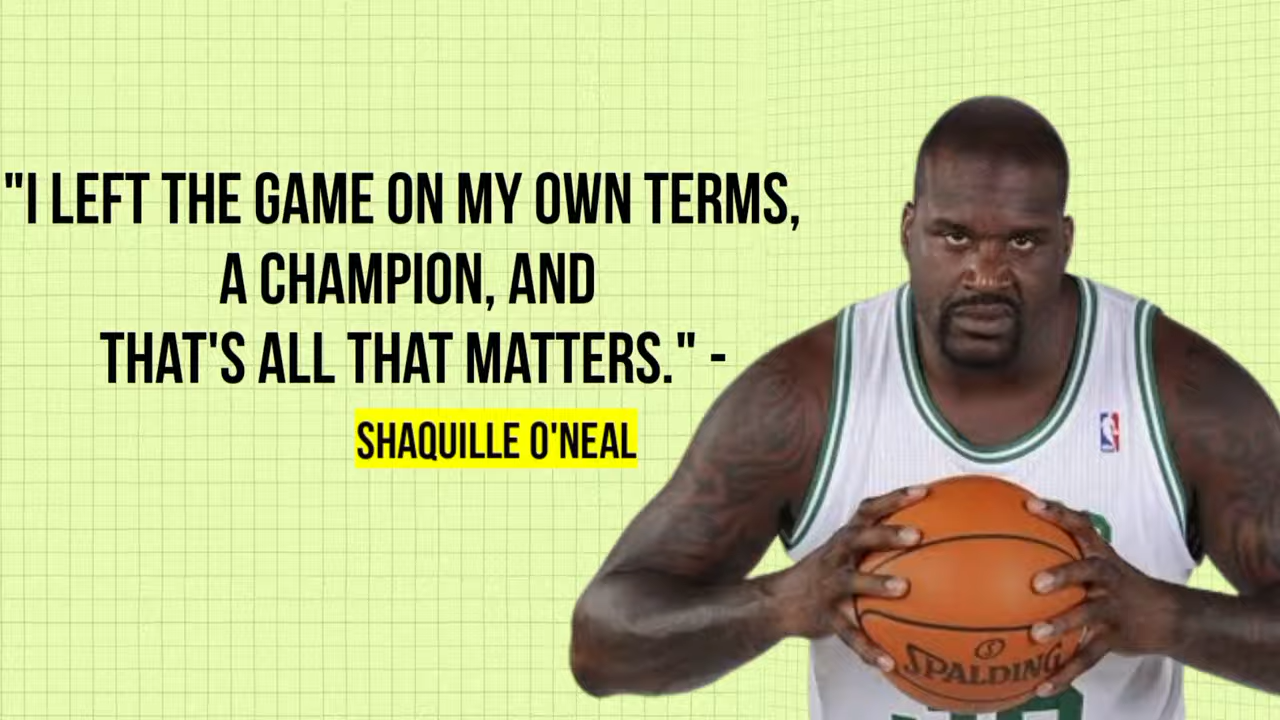 "I LEFT THE GAME ON MY OWN TERMS,
A CHAMPION, AND
THAT'S ALL THAT MATTERS." -
SHAQUILLE O'NEAL
SPALDING